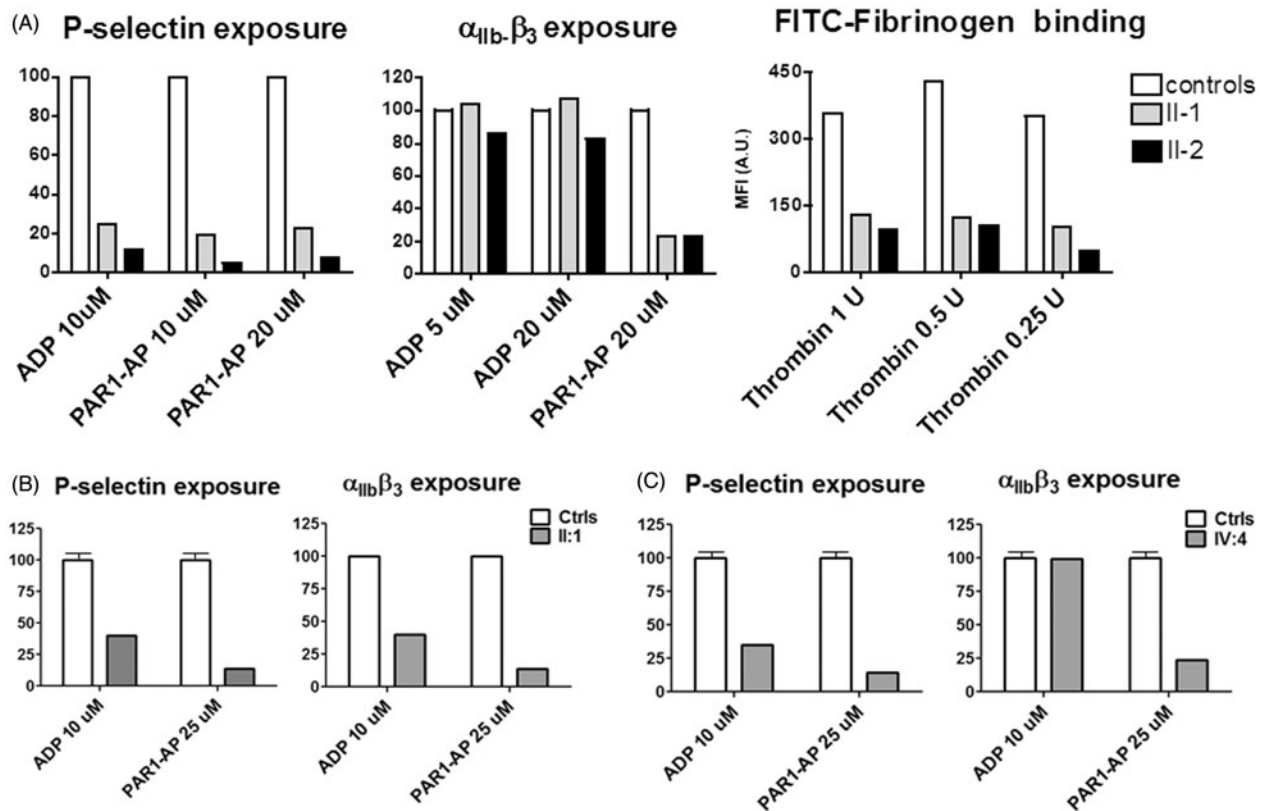 (A)
P-selectin exposure
100
80
60
40
20
0
ADP 10uM
PAR1-AP 10 uM
PAR1-AP 20 uM
αIIb-β3 exposure
120
100
80
60
40
20
0
ADP 5 uM
ADP 20 uM
PAR1-AP 20 uM
FITC-Fibrinogen binding
MFI (A.U.)
450
300
150
0
Thrombin 1 U
Thrombin 0.5 U
Thrombin 0.25 U
controls
II-1
II-2
(B)
P-selectin exposure
125
100
75
50
25
0
ADP 10 uM
PAR1-AP 25 uM
αIIbβ3 exposure
125
100
75
50
25
0
ADP 10 uM
PAR1-AP 25 uM
Ctrls
II:1
(C)
P-selectin exposure
125
100
75
50
25
0
ADP 10 uM
PAR1-AP 25 uM
αIIbβ3 exposure
125
100
75
50
25
0
ADP 10 uM
PAR1-AP 25 uM
Ctrls
IV:4